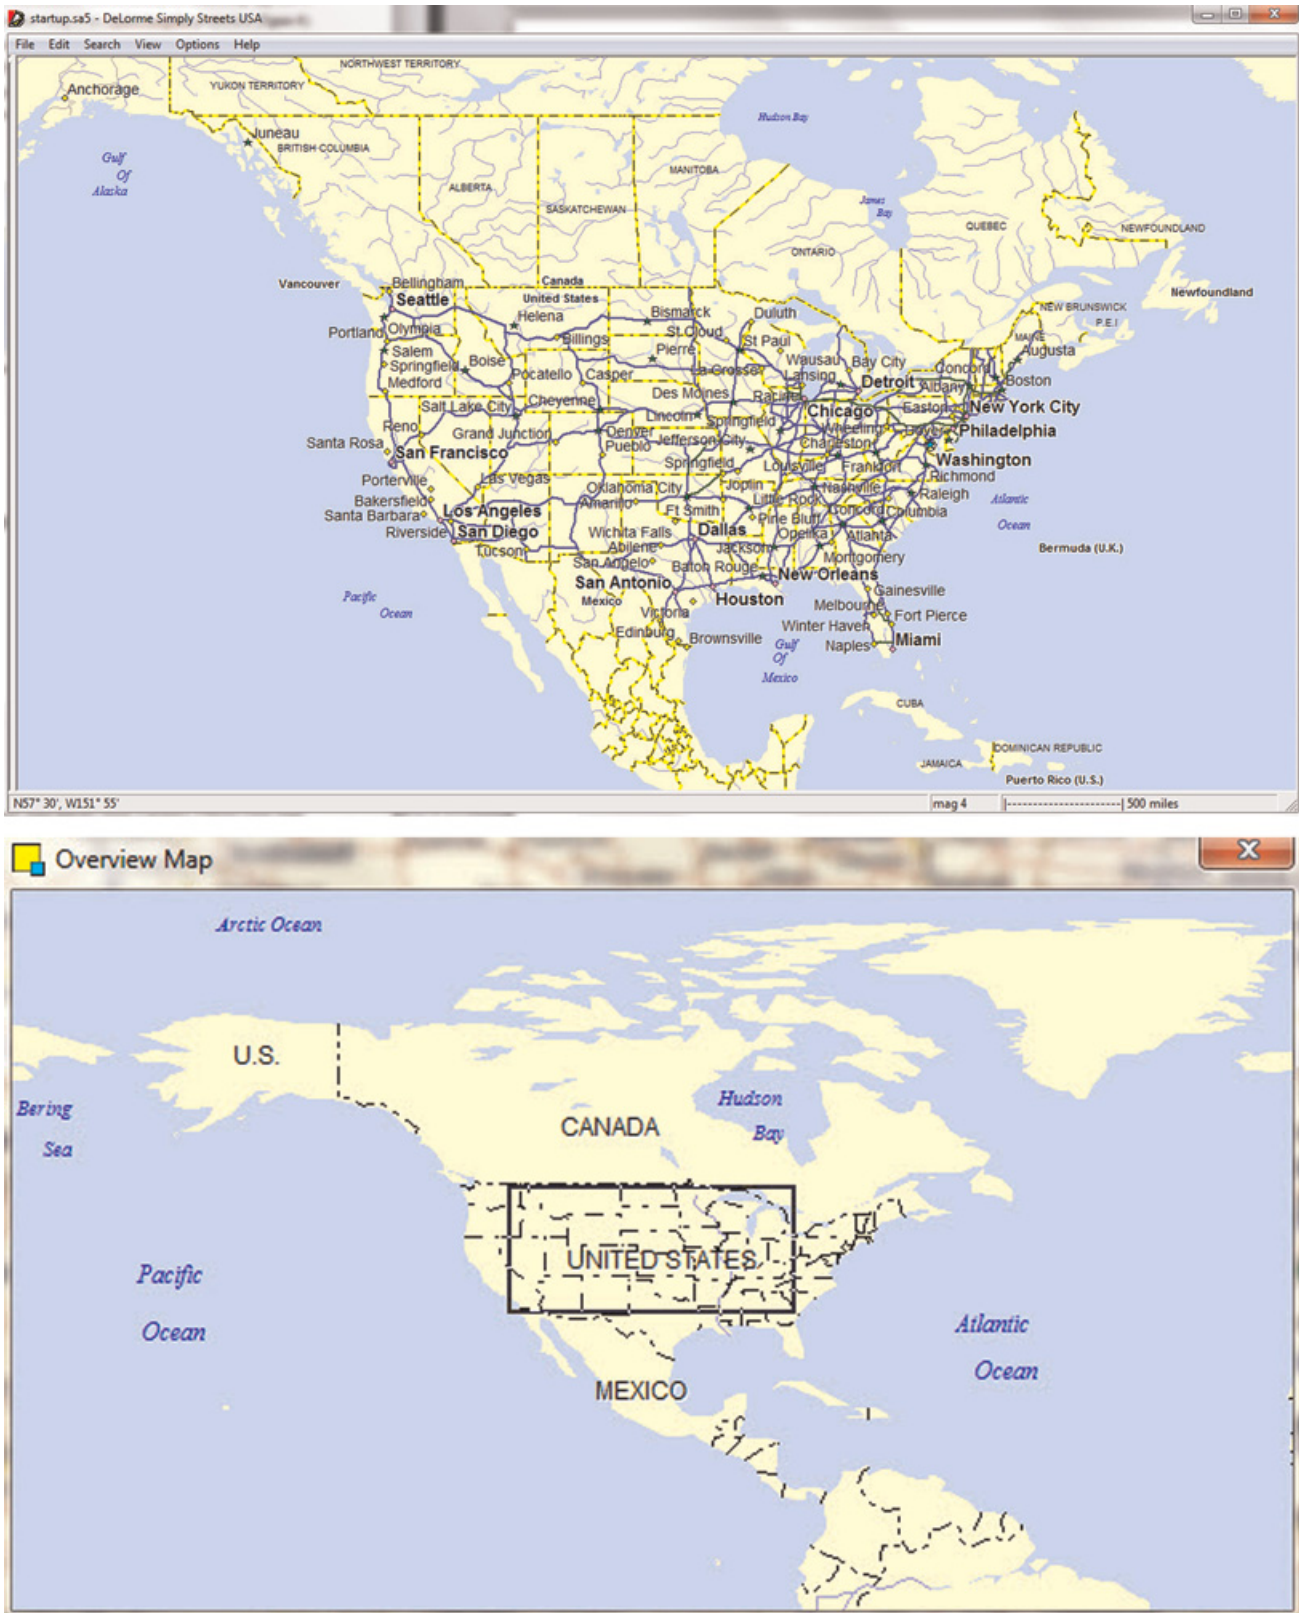 startup.sa5 - DeLorme Simply Streets USA
File Edit Search View Options Help
NORTHWEST TERRITORY
YUKON TERRITORY
Anchorage
Hudson Bay
Juneau
BRITISH COLUMBIA
Gulf
Of
Alaska
ALBERTA
MANITOBA
SASKATCHEWAN
James
Bay
QUEBEC
NEWFOUNDLAND
ONTARIO
Vancouver
Bellingham
Canada
Seattle
United States
Newfoundland
Helena
Bismarck
Duluth
NEW BRUNSWICK
P.E.I
Portland
Olympia
Billings
St Cloud
St Paul
MAINE
Augusta
Salem
Boise
Pierre
Wausau
Bay City
Springfield
Pocatello
Casper
La Crosse
Lansing
Detroit
Concord
Albany
Boston
Medford
Des Moines
Racine
Salt Lake City
Cheyenne
Lincoln
Springfield
Chicago
Easton
New York City
Reno
Grand Junction
Denver
Jefferson City
Wheeling
Dover
Philadelphia
Santa Rosa
San Francisco
Pueblo
Charleston
Washington
Springfield
Louisville
Frankfort
Porterville
Las Vegas
Oklahoma City
Joplin
Nashville
Richmond
Bakersfield
Amarillo
Little Rock
Raleigh
Atlantic
Ocean
Santa Barbara
Los Angeles
Ft Smith
Pine Bluff
Concord
Columbia
Riverside
San Diego
Wichita Falls
Dallas
Opelika
Atlanta
Tucson
Abilene
Jackson
Bermuda (U.K.)
San Angelo
Baton Rouge
Montgomery
San Antonio
New Orleans
Gainesville
Pacific
Ocean
Mexico
Houston
Melbourne
Victoria
Fort Pierce
Edinburg
Brownsville
Winter Haven
Gulf
Of
Mexico
Naples
Miami
CUBA
DOMINICAN REPUBLIC
JAMAICA
Puerto Rico (U.S.)
N57° 30', W151° 55'
mag 4
500 miles
Overview Map
Arctic Ocean
U.S.
Bering
Sea
Hudson
Bay
CANADA
UNITED STATES
Pacific
Ocean
Atlantic
Ocean
MEXICO